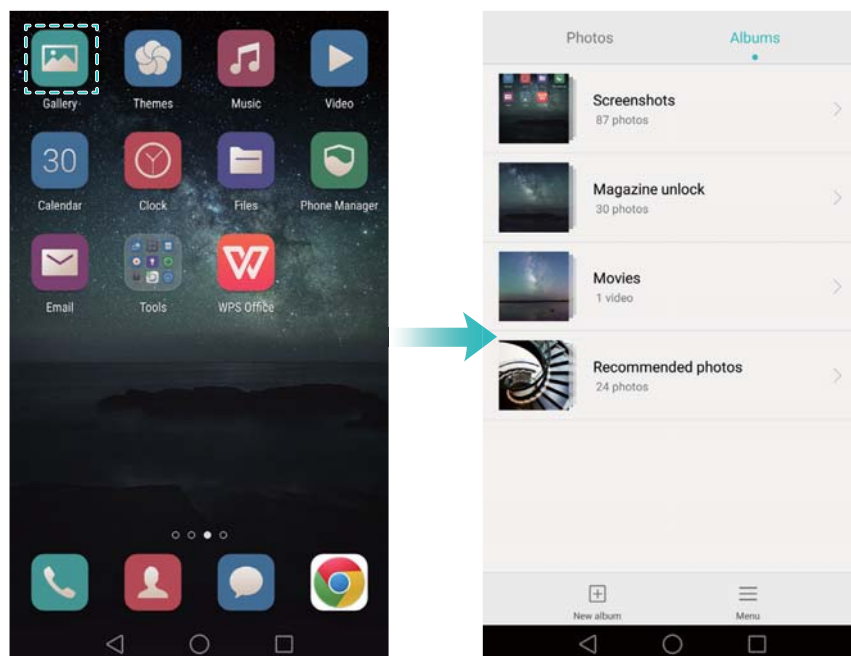 Gallery
Themes
Music
Video
30
Calendar
Clock
Files
Phone Manager
Email
Tools
WPS Office
Photos
Albums
Screenshots
87 photos
Magazine unlock
30 photos
Movies
1 video
Recommended photos
24 photos
New album
Menu